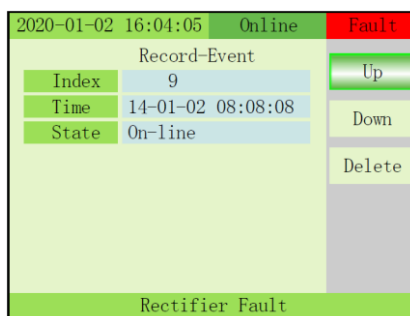 2020-01-02 16:04:05 Online Fault
Record-Event
Index 9
Time 14-01-02 08:08:08
State On-line
Up
Down
Delete
Rectifier Fault